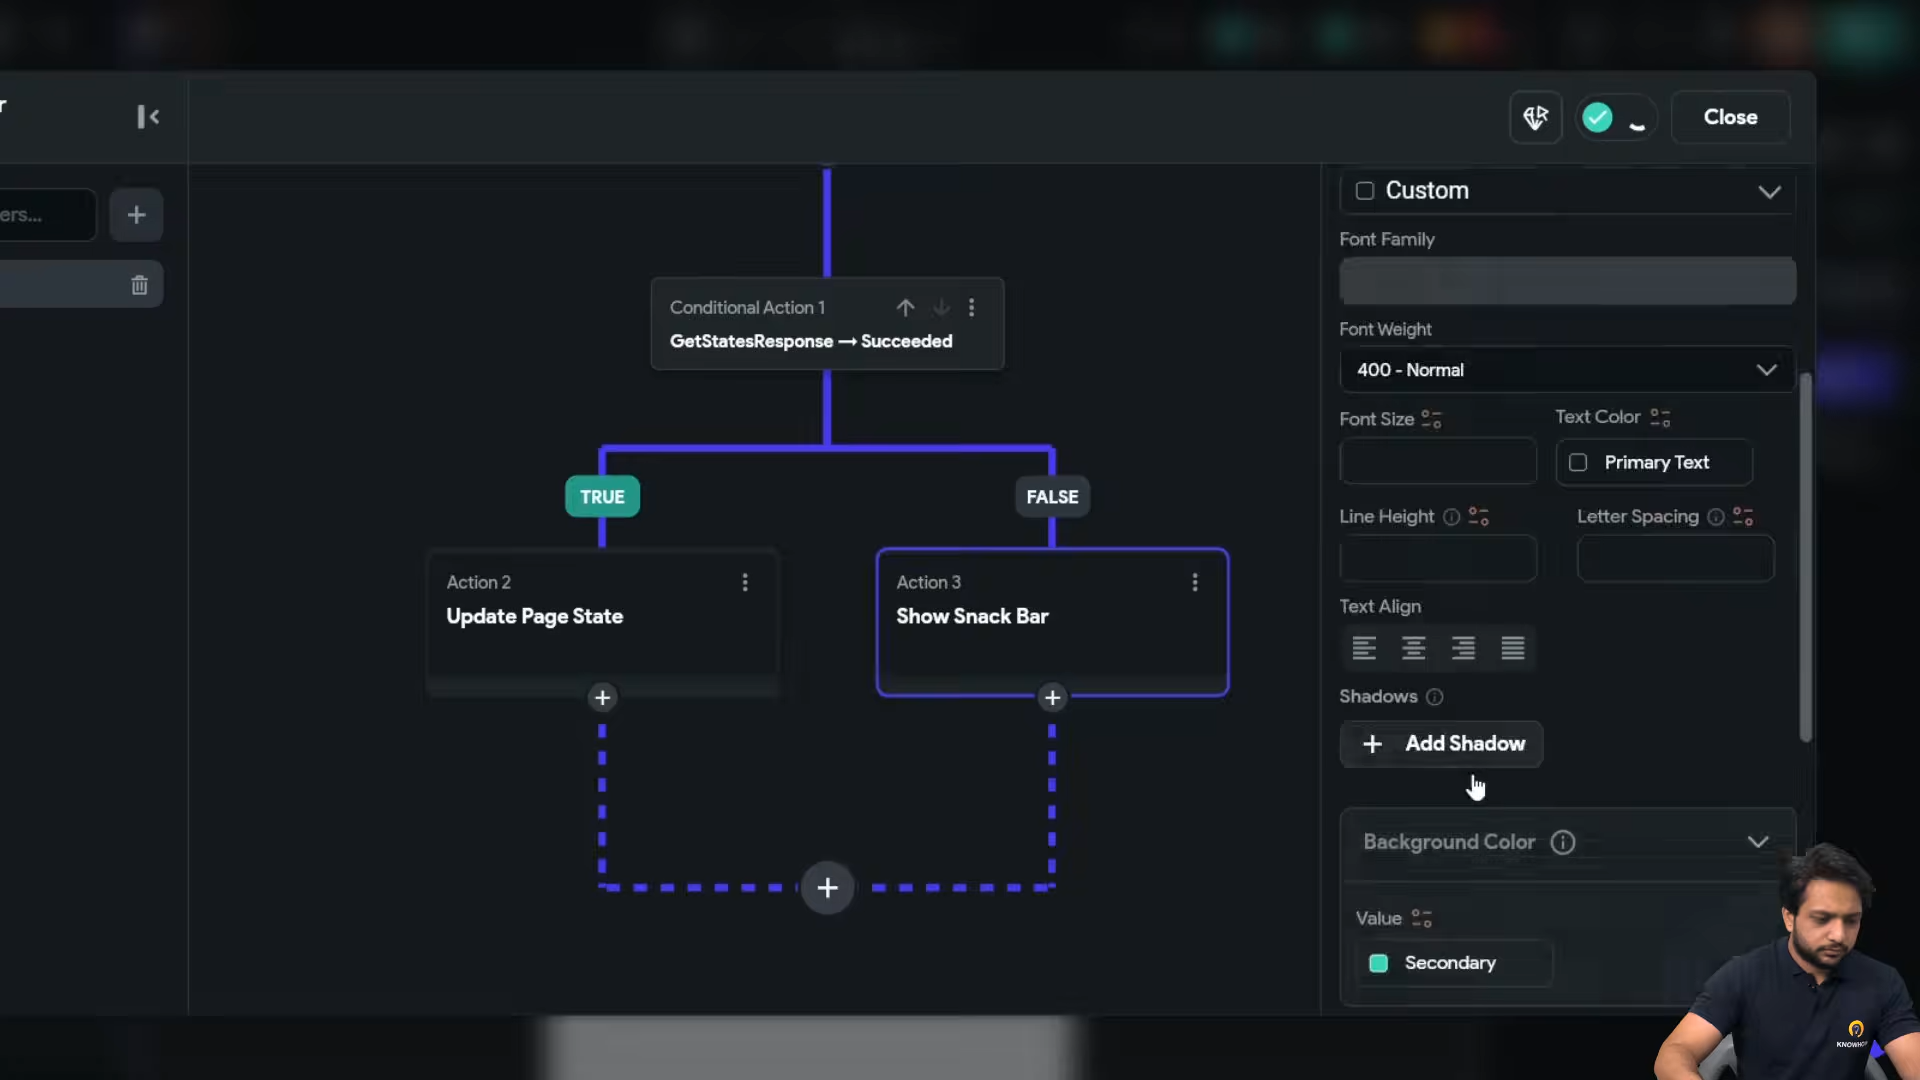 r
Close
ers...
Custom
Font Family
Conditional Action 1
GetStatesResponse → Succeeded
Font Weight
400 - Normal
Font Size
Text Color
Primary Text
TRUE
FALSE
Line Height
Letter Spacing
Action 2
Update Page State
Action 3
Show Snack Bar
Text Align
Shadows
+ Add Shadow
Background Color
Value
Secondary